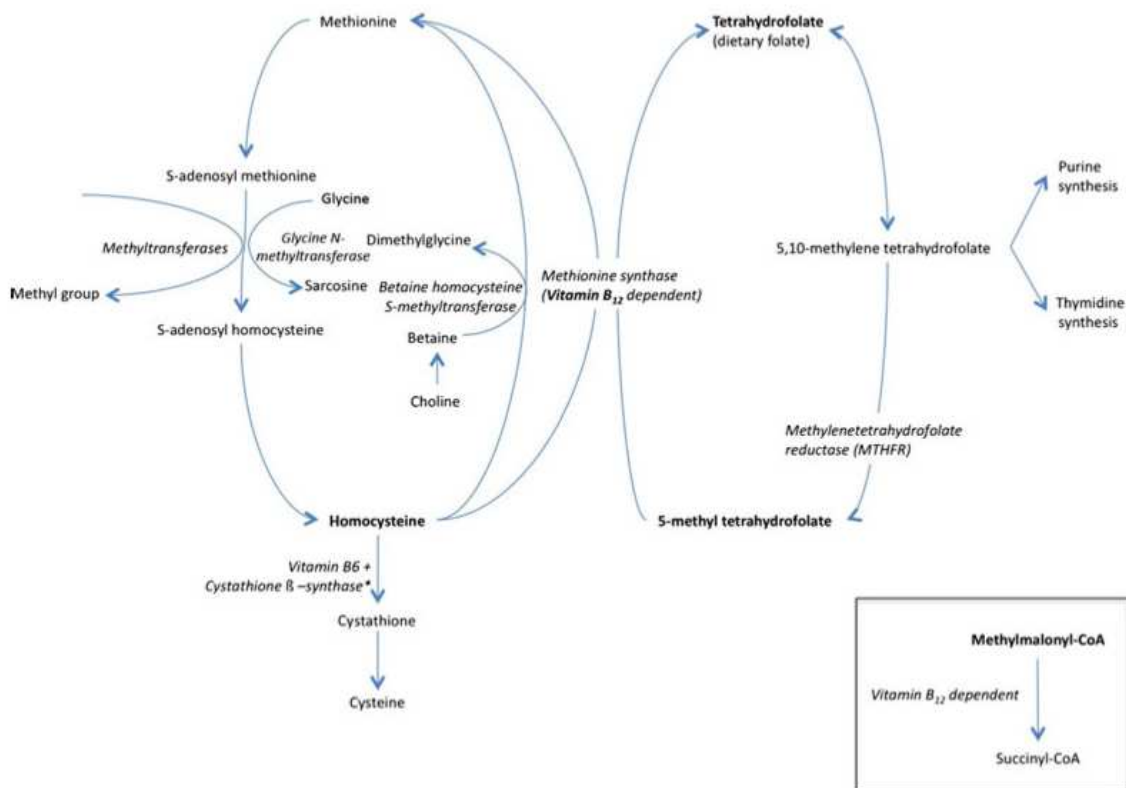 Methionine
Tetrahydrofolate
(dietary folate)
S-adenosyl methionine
Glycine
Methyltransferases
Glycine N-
methyltransferase
Dimethylglycine
Methyl group
Sarcosine
Betaine homocysteine
S-methyltransferase
Methionine synthase
(Vitamin B₁₂ dependent)
5,10-methylene tetrahydrofolate
Purine
synthesis
Thymidine
synthesis
S-adenosyl homocysteine
Betaine
Choline
Methylenetetrahydrofolate
reductase (MTHFR)
Homocysteine
5-methyl tetrahydrofolate
Vitamin B6 +
Cystathione ß –synthase*
Cystathione
Cysteine
Methylmalonyl-CoA
Vitamin B₁₂ dependent
Succinyl-CoA